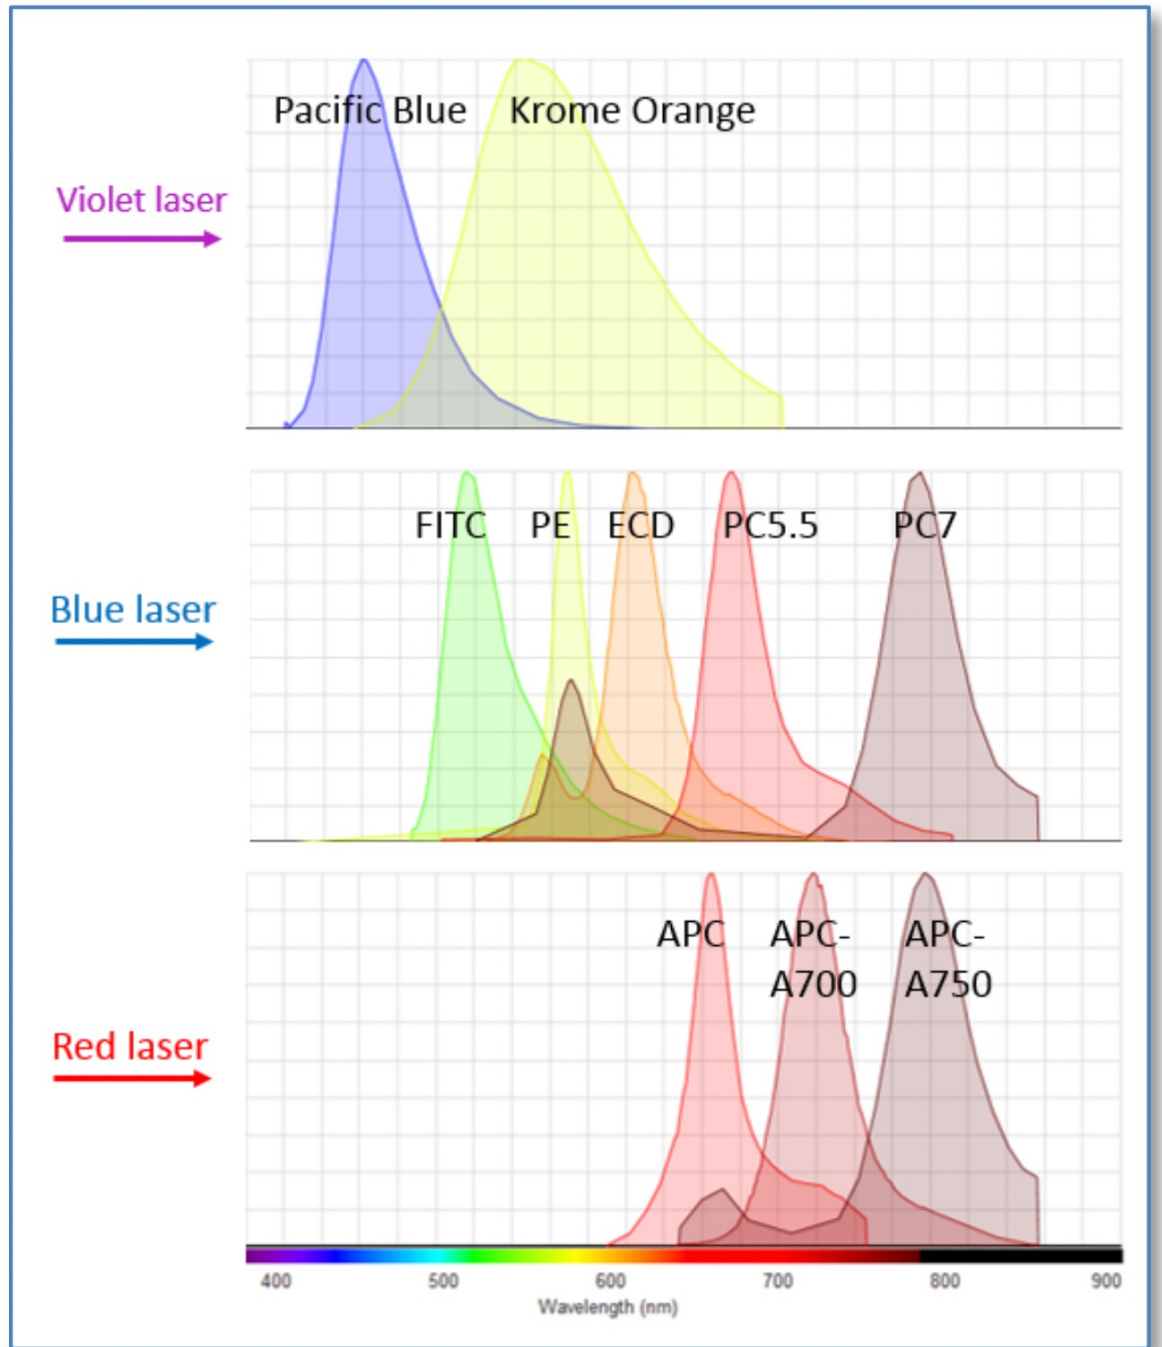 Pacific Blue Krome Orange
Violet laser
FITC PE ECD PC5.5 PC7
Blue laser
APC APC- APC-
A700 A750
Red laser
400 500 600 700 800 900
Wavelength (nm)